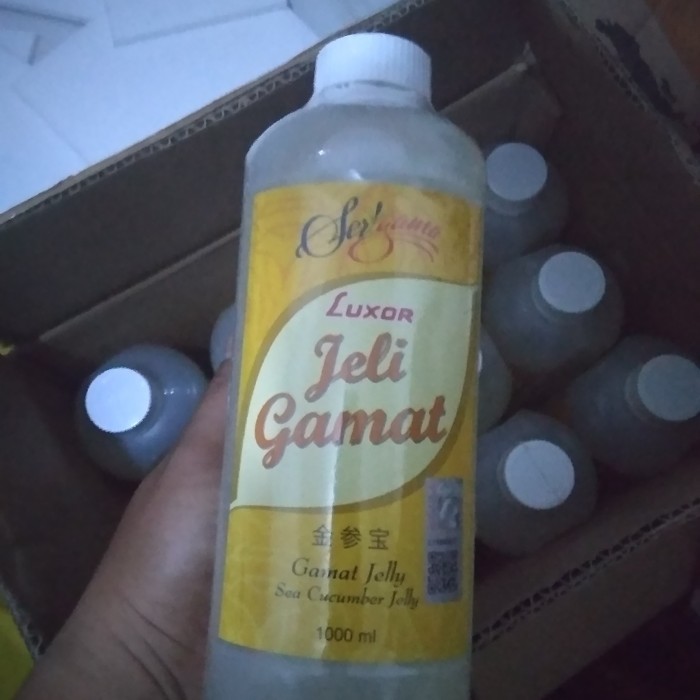 LUXOR
Jeli
Gamat
金参宝
Gamat Jelly
Sea Cucumber Jelly
1000 ml